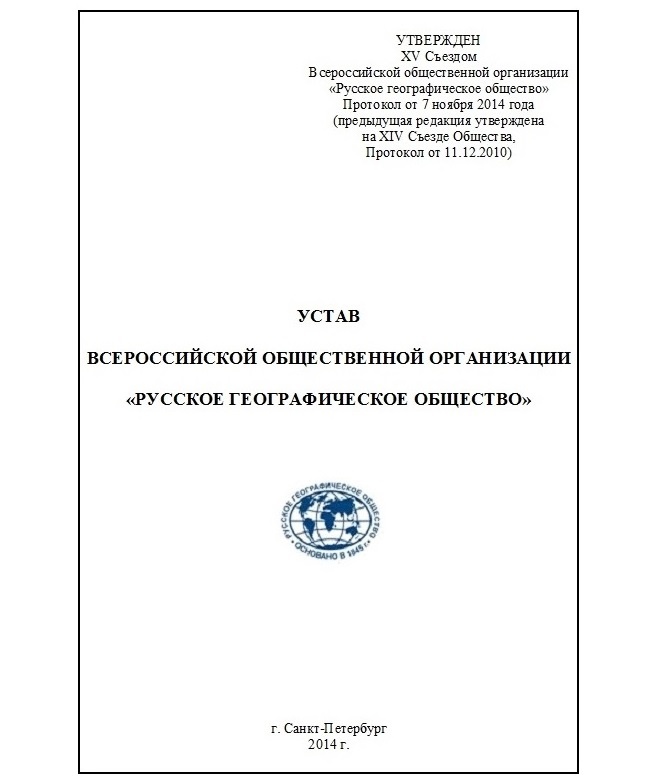 УТВЕРЖДЕН
XV Съездом
Всероссийской общественной организации
«Русское географическое общество»
Протокол от 7 ноября 2014 года
(предыдущая редакция утверждена
на XIV Съезде Общества,
Протокол от 11.12.2010)
УСТАВ
ВСЕРОССИЙСКОЙ ОБЩЕСТВЕННОЙ ОРГАНИЗАЦИИ
«РУССКОЕ ГЕОГРАФИЧЕСКОЕ ОБЩЕСТВО»
РУССКОЕ ГЕОГРАФИЧЕСКОЕ ОБЩЕСТВО
• ОСНОВАНО В 1845 г. •
г. Санкт-Петербург
2014 г.